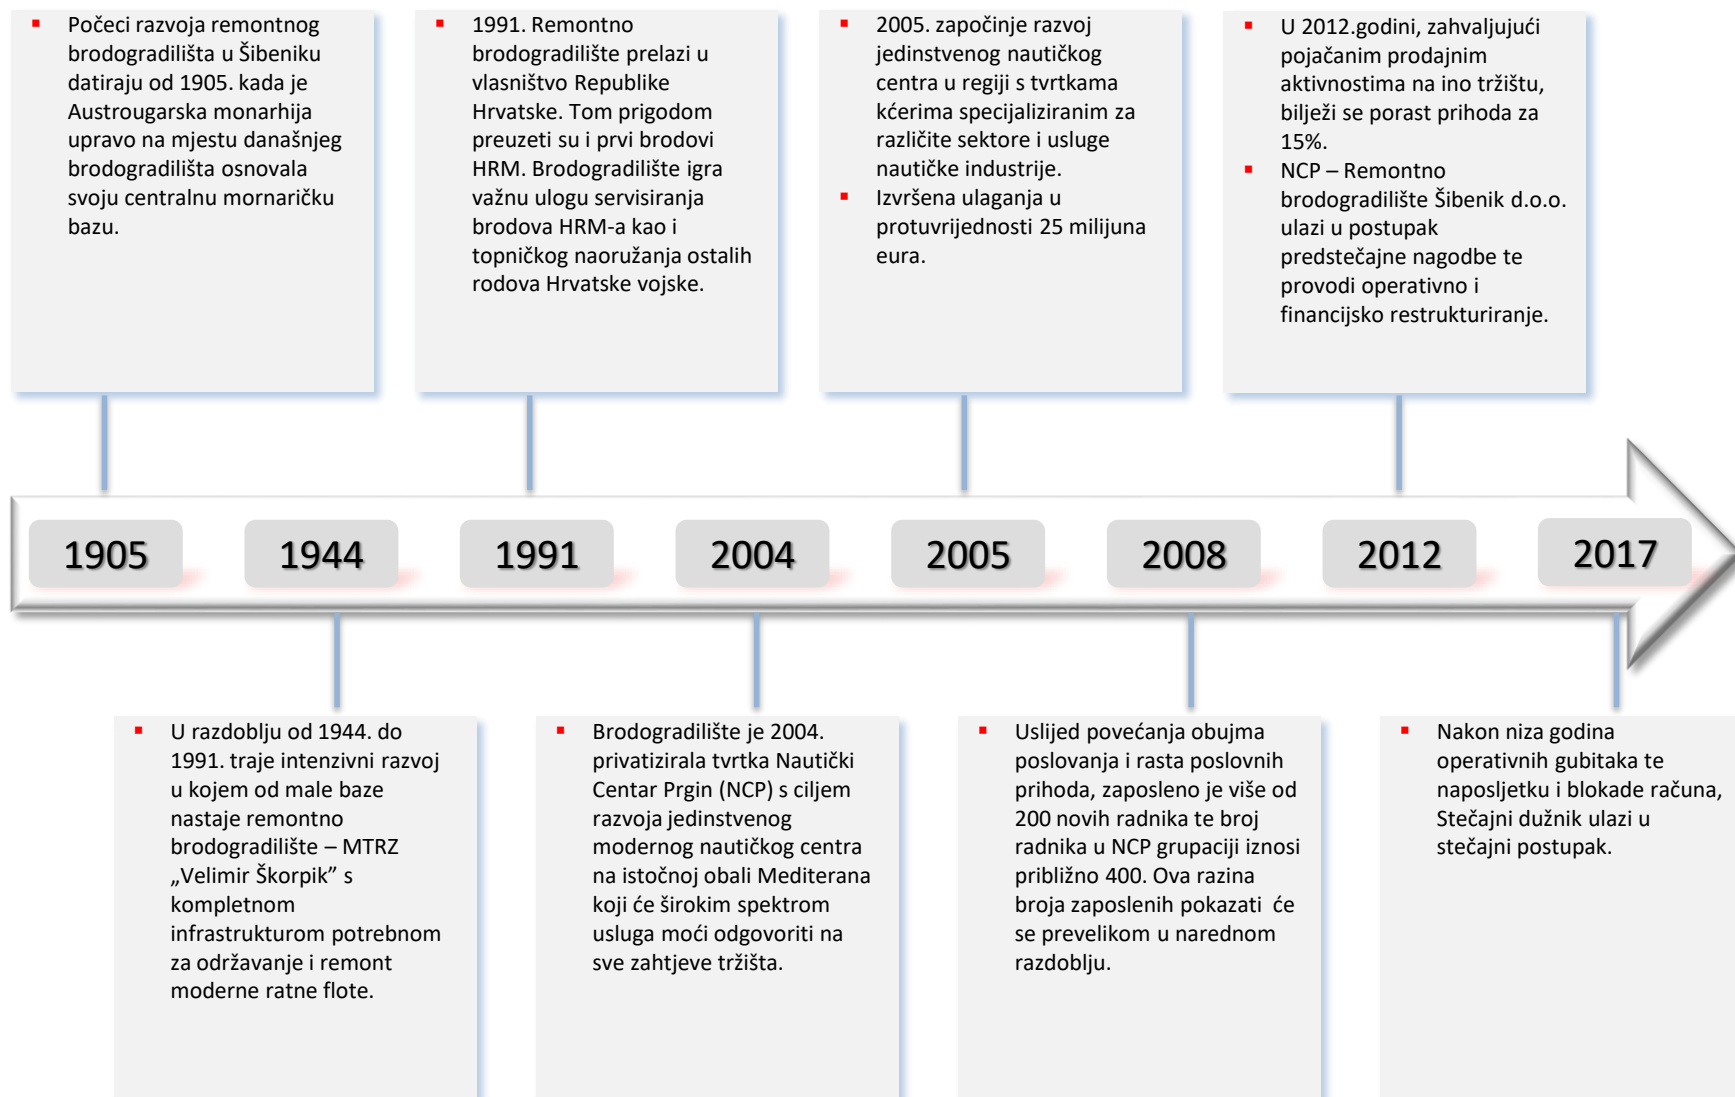 Počeci razvoja remontnog
brodogradilišta u Šibeniku
datiraju od 1905. kada je
Austrougarska monarhija
upravo na mjestu današnjeg
brodogradilišta osnovala
svoju centralnu mornaričku
bazu.
1991. Remontno
brodogradilište prelazi u
vlasništvo Republike
Hrvatske. Tom prigodom
preuzeti su i prvi brodovi
HRM. Brodogradilište igra
važnu ulogu servisiranja
brodova HRM-a kao i
topničkog naoružanja ostalih
rodova Hrvatske vojske.
2005. započinje razvoj
jedinstvenog nautičkog
centra u regiji s tvrtkama
kćerima specijaliziranim za
različite sektore i usluge
nautičke industrije.
Izvršena ulaganja u
protuvrijednosti 25 milijuna
eura.
U 2012.godini, zahvaljujući
pojačanim prodajnim
aktivnostima na ino tržištu,
bilježi se porast prihoda za
15%.
NCP – Remontno
brodogradilište Šibenik d.o.o.
ulazi u postupak
predstečajne nagodbe te
provodi operativno i
financijsko restrukturiranje.
1905
1944
1991
2004
2005
2008
2012
2017
U razdoblju od 1944. do
1991. traje intenzivni razvoj
u kojem od male baze
nastaje remontno
brodogradilište – MTRZ
„Velimir Škorpik” s
kompletnom
infrastrukturom potrebnom
za održavanje i remont
moderne ratne flote.
Brodogradilište je 2004.
privatizirala tvrtka Nautički
Centar Prgin (NCP) s ciljem
razvoja jedinstvenog
modernog nautičkog centra
na istočnoj obali Mediterana
koji će širokim spektrom
usluga moći odgovoriti na
sve zahtjeve tržišta.
Uslijed povećanja obujma
poslovanja i rasta poslovnih
prihoda, zaposleno je više od
200 novih radnika te broj
radnika u NCP grupaciji iznosi
približno 400. Ova razina
broja zaposlenih pokazati  će
se prevelikom u narednom
razdoblju.
Nakon niza godina
operativnih gubitaka te
naposljetku i blokade računa,
Stečajni dužnik ulazi u
stečajni postupak.